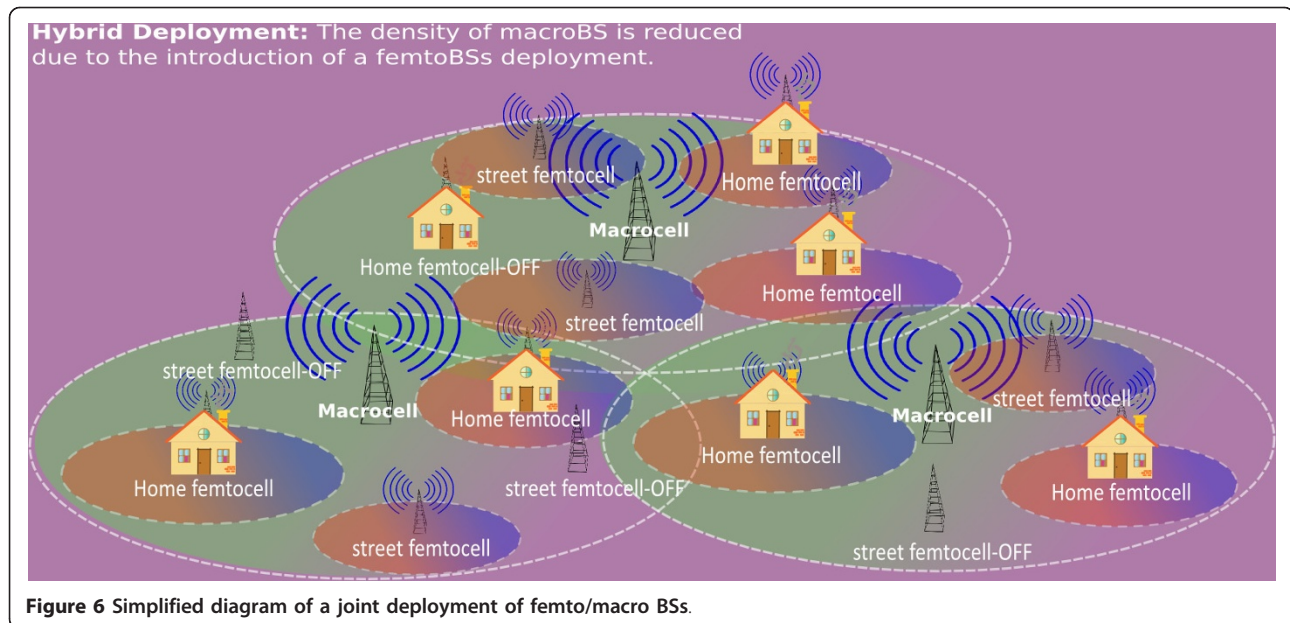 Hybrid Deployment: The density of macroBS is reduced
due to the introduction of a femtoBSs deployment.
street femtocell
Home femtocell
Macrocell
Home femtocell-OFF
Home femtocell
street femtocell
street femtocell-OFF
Macrocell
Home femtocell
street femtocell
Macrocell
Home femtocell
Home femtocell
street femtocell-OFF
Home femtocell
street femtocell
street femtocell-OFF
Figure 6 Simplified diagram of a joint deployment of femto/macro BSs.